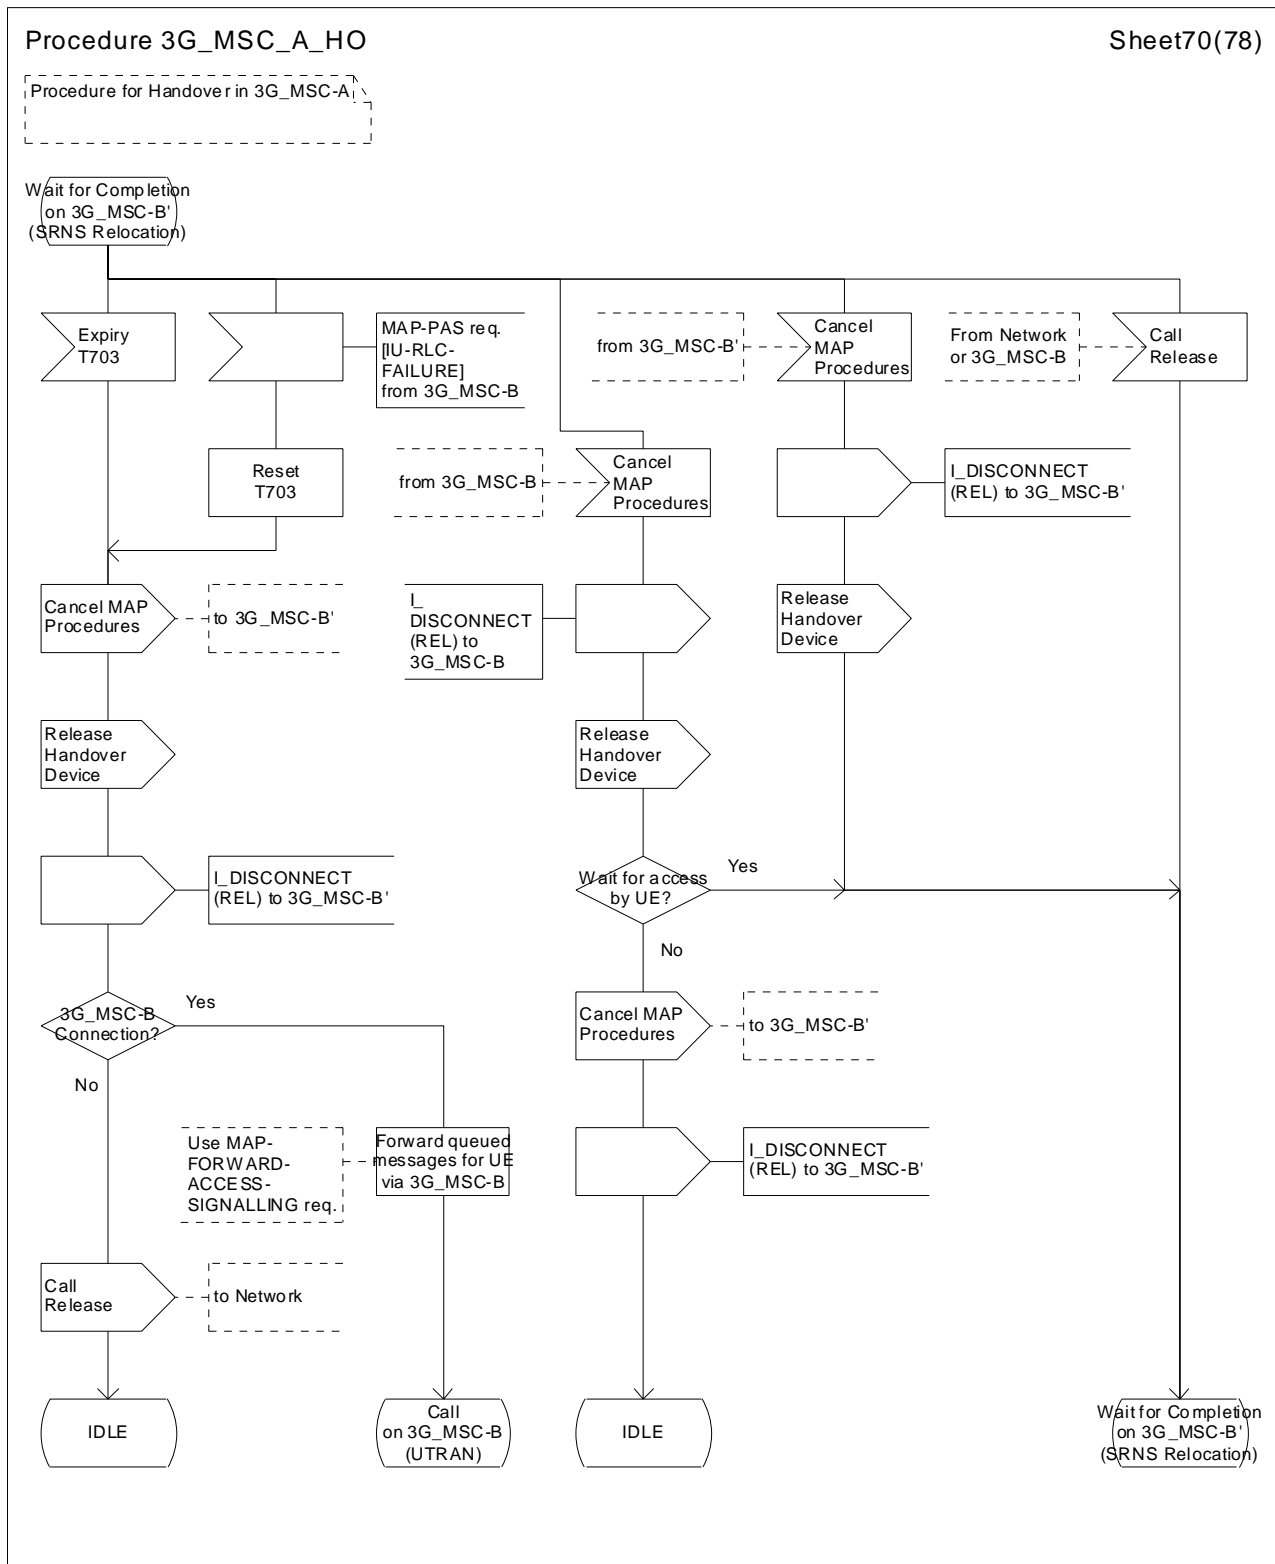 Procedure 3G_MSC_A_HO
Sheet70(78)
Procedure for Handover in 3G_MSC-A
Wait for Completion
on 3G_MSC-B'
(SRNS Relocation)
Expiry
T703
MAP-PAS req.
[IU-RLC-
FAILURE]
from 3G_MSC-B
from 3G_MSC-B'
Cancel
MAP
Procedures
From Network
or 3G_MSC-B
Call
Release
Reset
T703
from 3G_MSC-B
Cancel
MAP
Procedures
I_DISCONNECT
(REL) to 3G_MSC-B'
Cancel MAP
Procedures
to 3G_MSC-B'
I_
DISCONNECT
(REL) to
3G_MSC-B
Release
Handover
Device
Release
Handover
Device
Release
Handover
Device
I_DISCONNECT
(REL) to 3G_MSC-B'
Wait for access
by UE?
Yes
No
3G_MSC-B
Connection?
Yes
No
Cancel MAP
Procedures
to 3G_MSC-B'
Use MAP-
FORWARD-
ACCESS-
SIGNALLING req.
Forward queued
messages for UE
via 3G_MSC-B
I_DISCONNECT
(REL) to 3G_MSC-B'
Call
Release
to Network
IDLE
Call
on 3G_MSC-B
(UTRAN)
IDLE
Wait for Completion
on 3G_MSC-B'
(SRNS Relocation)